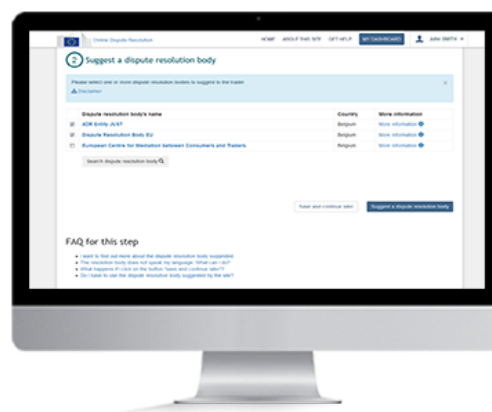 Online Dispute Resolution
HOME ABOUT THIS SITE GET HELP MY DASHBOARD JOHN SMITH
2 Suggest a dispute resolution body
Please select one or more dispute resolution bodies to suggest to the trader
Disclaimer
Dispute resolution body's name Country More information
ADR Entity JUST Belgium More information
Dispute Resolution Body EU Belgium More information
European Centre for Mediation between Consumers and Traders Belgium More information
Search dispute resolution body
Save and continue later Suggest a dispute resolution body
FAQ for this step
I want to find out more about the dispute resolution body suggested
The resolution body does not speak my language. What can I do?
What happens if I click on the button "save and continue later"?
Do I have to use the dispute resolution body suggested by the